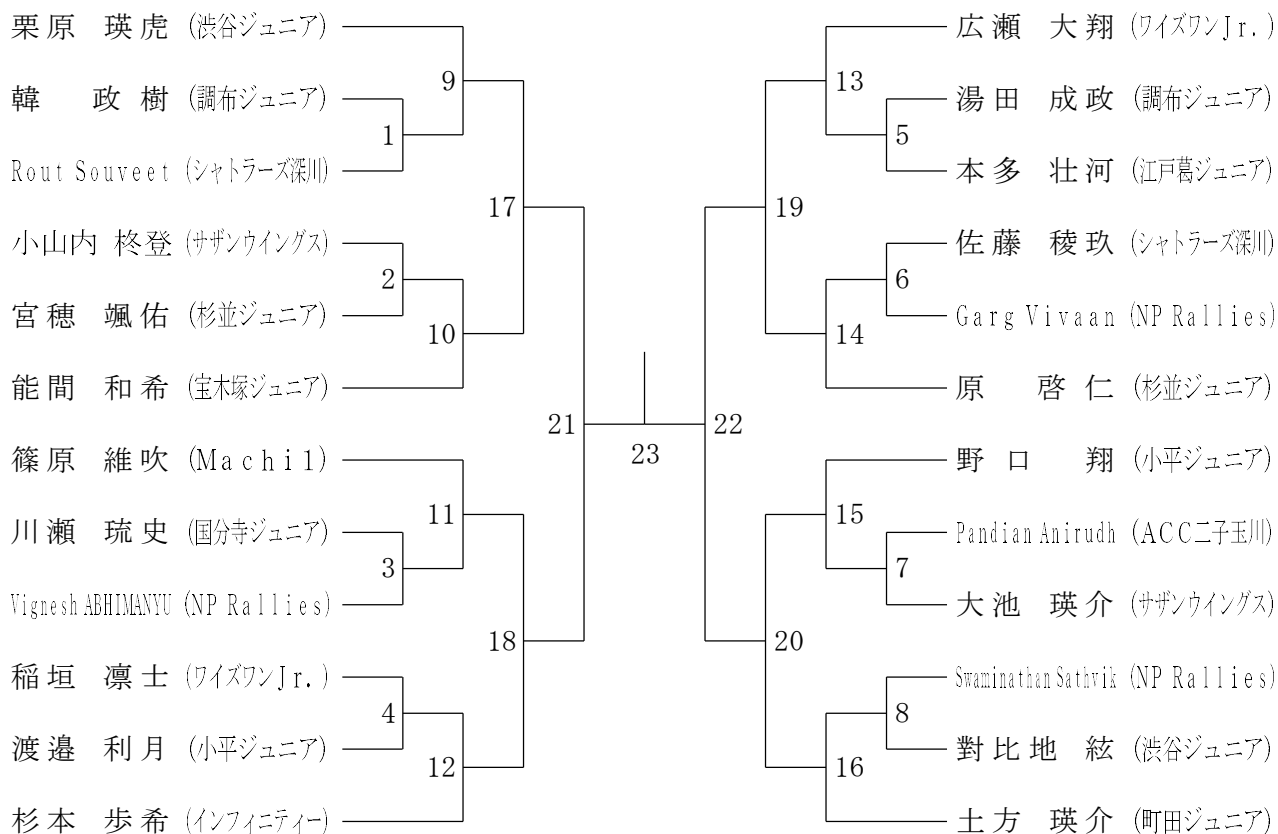 栗原 瑛虎 (渋谷ジュニア)
9
韓 政樹 (調布ジュニア)
1
Rout Souveet (シャトラーズ深川)
17
小山内 柊登 (サザンウイングス)
2
宮穂 颯佑 (杉並ジュニア)
10
能間 和希 (宝木塚ジュニア)
21
篠原 維吹 (Machi1)
11
川瀬 琉史 (国分寺ジュニア)
3
Vignesh ABHIMANYU (NP Rallies)
18
稲垣 凛士 (ワイズワンJr.)
4
渡邉 利月 (小平ジュニア)
12
杉本 歩希 (インフィニティー)
23
広瀬 大翔 (ワイズワンJr.)
13
湯田 成政 (調布ジュニア)
5
本多 壮河 (江戸葛ジュニア)
19
佐藤 稜玖 (シャトラーズ深川)
6
Garg Vivaan (NP Rallies)
14
原 啓仁 (杉並ジュニア)
22
野口 翔 (小平ジュニア)
15
Pandian Anirudh (ACC二子玉川)
7
大池 瑛介 (サザンウイングス)
20
Swaminathan Sathvik (NP Rallies)
8
對比地 絃 (渋谷ジュニア)
16
土方 瑛介 (町田ジュニア)